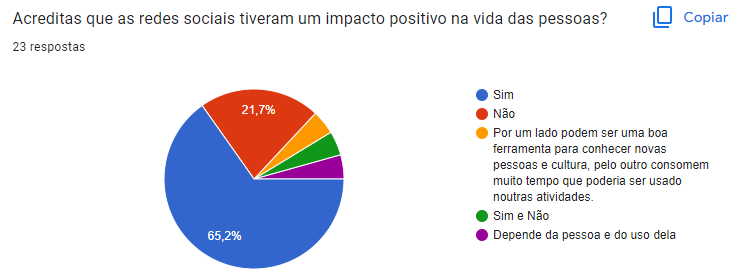 Acreditas que as redes sociais tiveram um impacto positivo na vida das pessoas?
Copiar
23 respostas
21,7%
65,2%
Sim
Não
Por um lado podem ser uma boa
ferramenta para conhecer novas
pessoas e cultura, pelo outro consomem
muito tempo que poderia ser usado
noutras atividades.
Sim e Não
Depende da pessoa e do uso dela